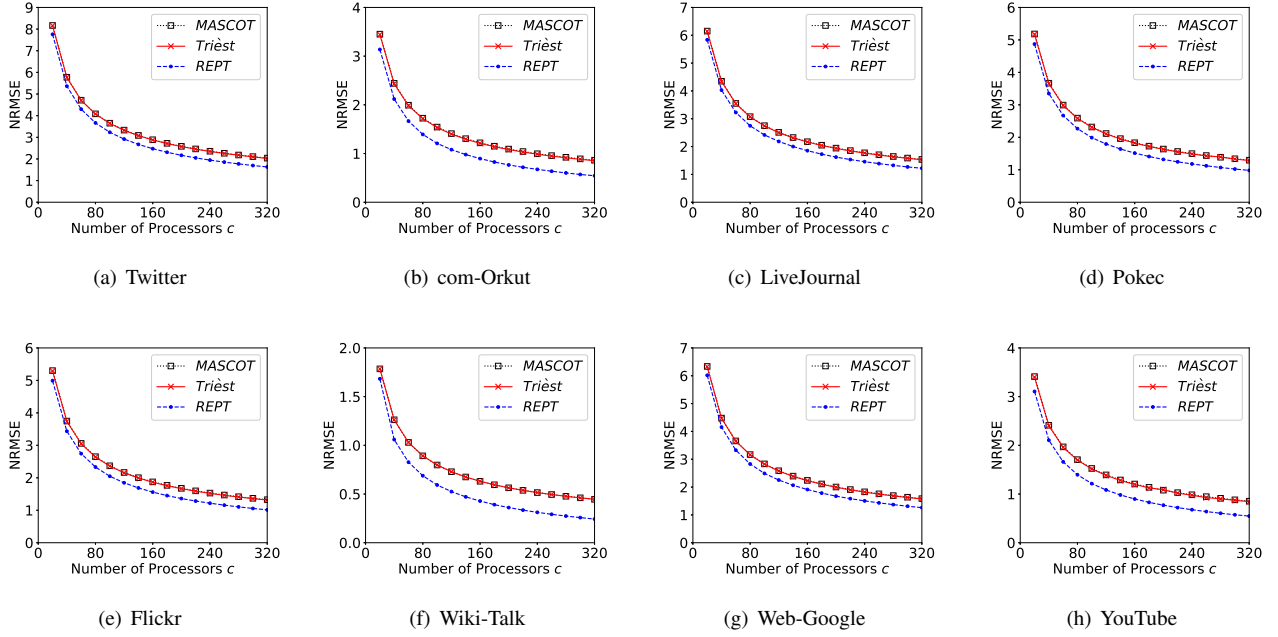 9
8
7
6
5
4
3
2
1
0
NRMSE
MASCOT
Trièst
REPT
0 80 160 240 320
Number of Processors c
(a) Twitter
4
3
2
1
0
NRMSE
MASCOT
Trièst
REPT
0 80 160 240 320
Number of Processors c
(b) com-Orkut
7
6
5
4
3
2
1
0
NRMSE
MASCOT
Trièst
REPT
0 80 160 240 320
Number of Processors c
(c) LiveJournal
6
5
4
3
2
1
0
NRMSE
MASCOT
Trièst
REPT
0 80 160 240 320
Number of processors c
(d) Pokec
6
5
4
3
2
1
0
NRMSE
MASCOT
Trièst
REPT
0 80 160 240 320
Number of Processors c
(e) Flickr
2.0
1.5
1.0
0.5
0.0
NRMSE
MASCOT
Trièst
REPT
0 80 160 240 320
Number of Processors c
(f) Wiki-Talk
7
6
5
4
3
2
1
0
NRMSE
MASCOT
Trièst
REPT
0 80 160 240 320
Number of Processors c
(g) Web-Google
4
3
2
1
0
NRMSE
MASCOT
Trièst
REPT
0 80 160 240 320
Number of Processors c
(h) YouTube